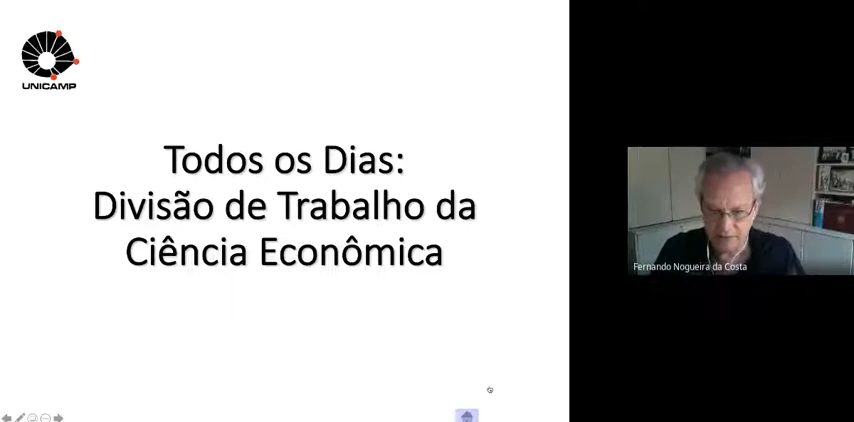 UNICAMP
Todos os Dias:
Divisão de Trabalho da
Ciência Econômica
Fernando Nogueira da Costa